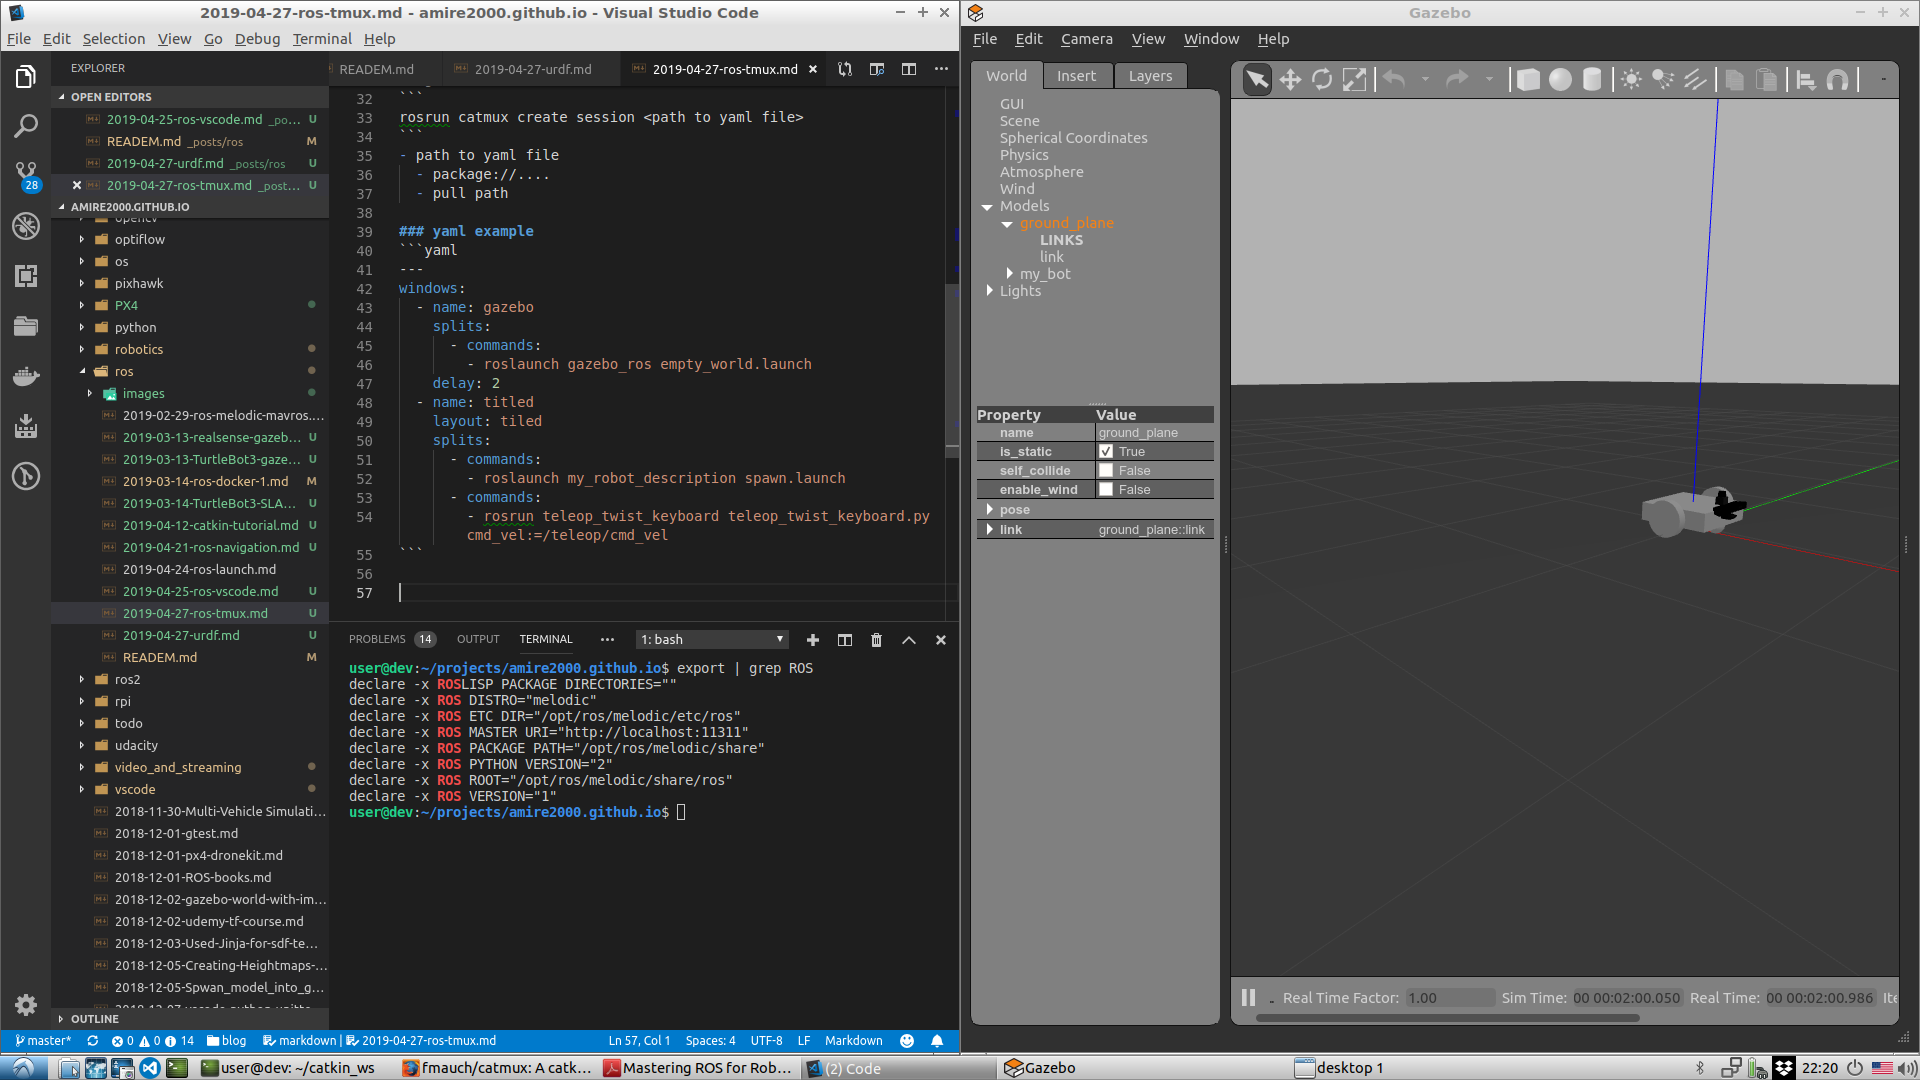 2019-04-27-ros-tmux.md - amire2000.github.io - Visual Studio Code
File Edit Selection View Go Debug Terminal Help
EXPLORER
OPEN EDITORS
2019-04-25-ros-vscode.md _po... U
READEM.md _posts/ros M
2019-04-27-urdf.md _posts/ros U
2019-04-27-ros-tmux.md _post... U
28
AMIRE2000.GITHUB.IO
opencv
optiflow
os
pixhawk
PX4
python
robotics
ros
images
2019-02-29-ros-melodic-mavros....
2019-03-13-realsense-gazeb... U
2019-03-13-TurtleBot3-gaze... U
2019-03-14-ros-docker-1.md M
2019-03-14-TurtleBot3-SLA... U
2019-04-12-catkin-tutorial.md U
2019-04-21-ros-navigation.md U
2019-04-24-ros-launch.md
2019-04-25-ros-vscode.md U
2019-04-27-ros-tmux.md U
2019-04-27-urdf.md U
READEM.md M
ros2
rpi
todo
udacity
video_and_streaming
vscode
2018-11-30-Multi-Vehicle Simulati...
2018-12-01-gtest.md
2018-12-01-px4-dronekit.md
2018-12-01-ROS-books.md
2018-12-02-gazebo-world-with-im...
2018-12-02-udemy-tf-course.md
2018-12-03-Used-Jinja-for-sdf-te...
2018-12-05-Creating-Heightmaps-...
2018-12-05-Spwan_model_into_g...
OUTLINE
READEM.md 2019-04-27-urdf.md 2019-04-27-ros-tmux.md
32 ```
33 rosrun catmux create session <path to yaml file>
34 ```
35 - path to yaml file
36 - package://....
37 - pull path
38
39 ### yaml example
40 ```yaml
41 ---
42 windows:
43 - name: gazebo
44 splits:
45 - commands:
46 - roslaunch gazebo_ros empty_world.launch
47 delay: 2
48 - name: titled
49 layout: tiled
50 splits:
51 - commands:
52 - roslaunch my_robot_description spawn.launch
53 - commands:
54 - rosrun teleop_twist_keyboard teleop_twist_keyboard.py
cmd_vel:=/teleop/cmd_vel
55 ```
56
57
PROBLEMS 14 OUTPUT TERMINAL ··· 1: bash
user@dev:~/projects/amire2000.github.io$ export | grep ROS
declare -x ROSLISP PACKAGE DIRECTORIES=""
declare -x ROS DISTRO="melodic"
declare -x ROS ETC DIR="/opt/ros/melodic/etc/ros"
declare -x ROS MASTER URI="http://localhost:11311"
declare -x ROS PACKAGE PATH="/opt/ros/melodic/share"
declare -x ROS PYTHON VERSION="2"
declare -x ROS ROOT="/opt/ros/melodic/share/ros"
declare -x ROS VERSION="1"
user@dev:~/projects/amire2000.github.io$
master* 0 0 14 blog markdown | 2019-04-27-ros-tmux.md Ln 57, Col 1 Spaces: 4 UTF-8 LF Markdown
Gazebo
File Edit Camera View Window Help
World Insert Layers
GUI
Scene
Spherical Coordinates
Physics
Atmosphere
Wind
Models
ground_plane
LINKS
link
my_bot
Lights
Property Value
name ground_plane
is_static True
self_collide False
enable_wind False
pose
link ground_plane::link
Real Time Factor: 1.00 Sim Time: 00 00:02:00.050 Real Time: 00 00:02:00.986 Ite
user@dev: ~/catkin_ws fmauch/catmux: A catk... Mastering ROS for Rob... (2) Code Gazebo desktop 1 22:20